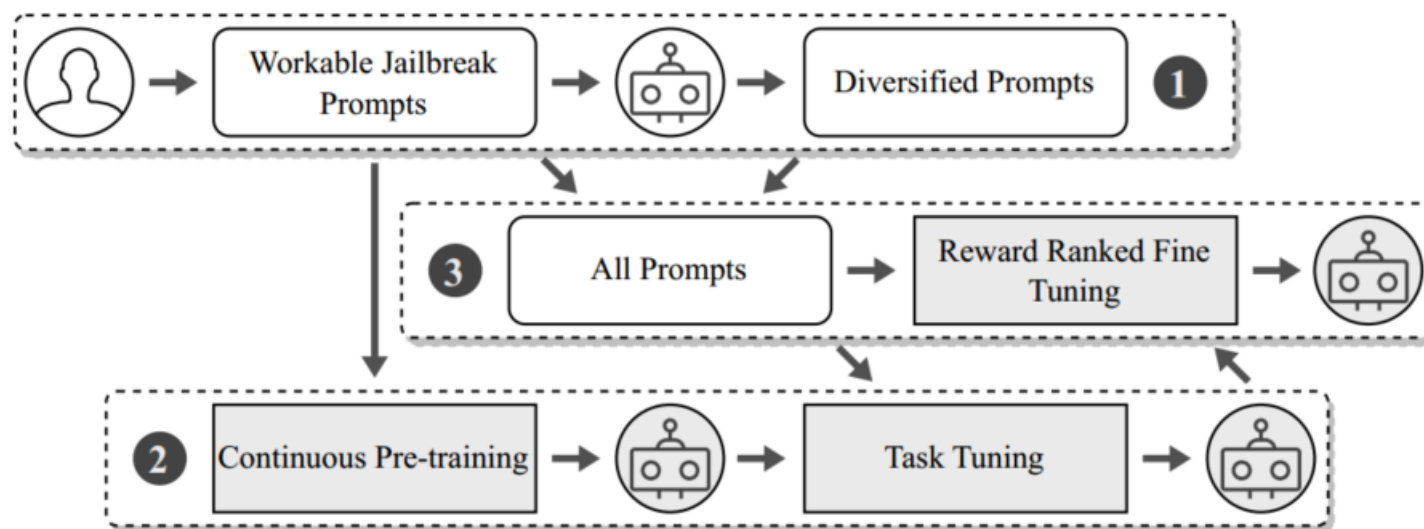 Workable Jailbreak
Prompts
Diversified Prompts
1
3
All Prompts
Reward Ranked Fine
Tuning
2
Continuous Pre-training
Task Tuning